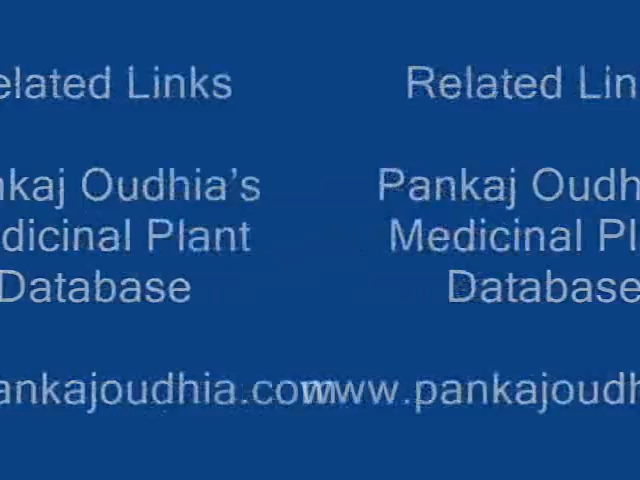 elated Links Related Lin
nkaj Oudhia’s Pankaj Oudh
dicinal Plant Medicinal Pl
Database Database
ankajoudhia.com www.pankajoudh